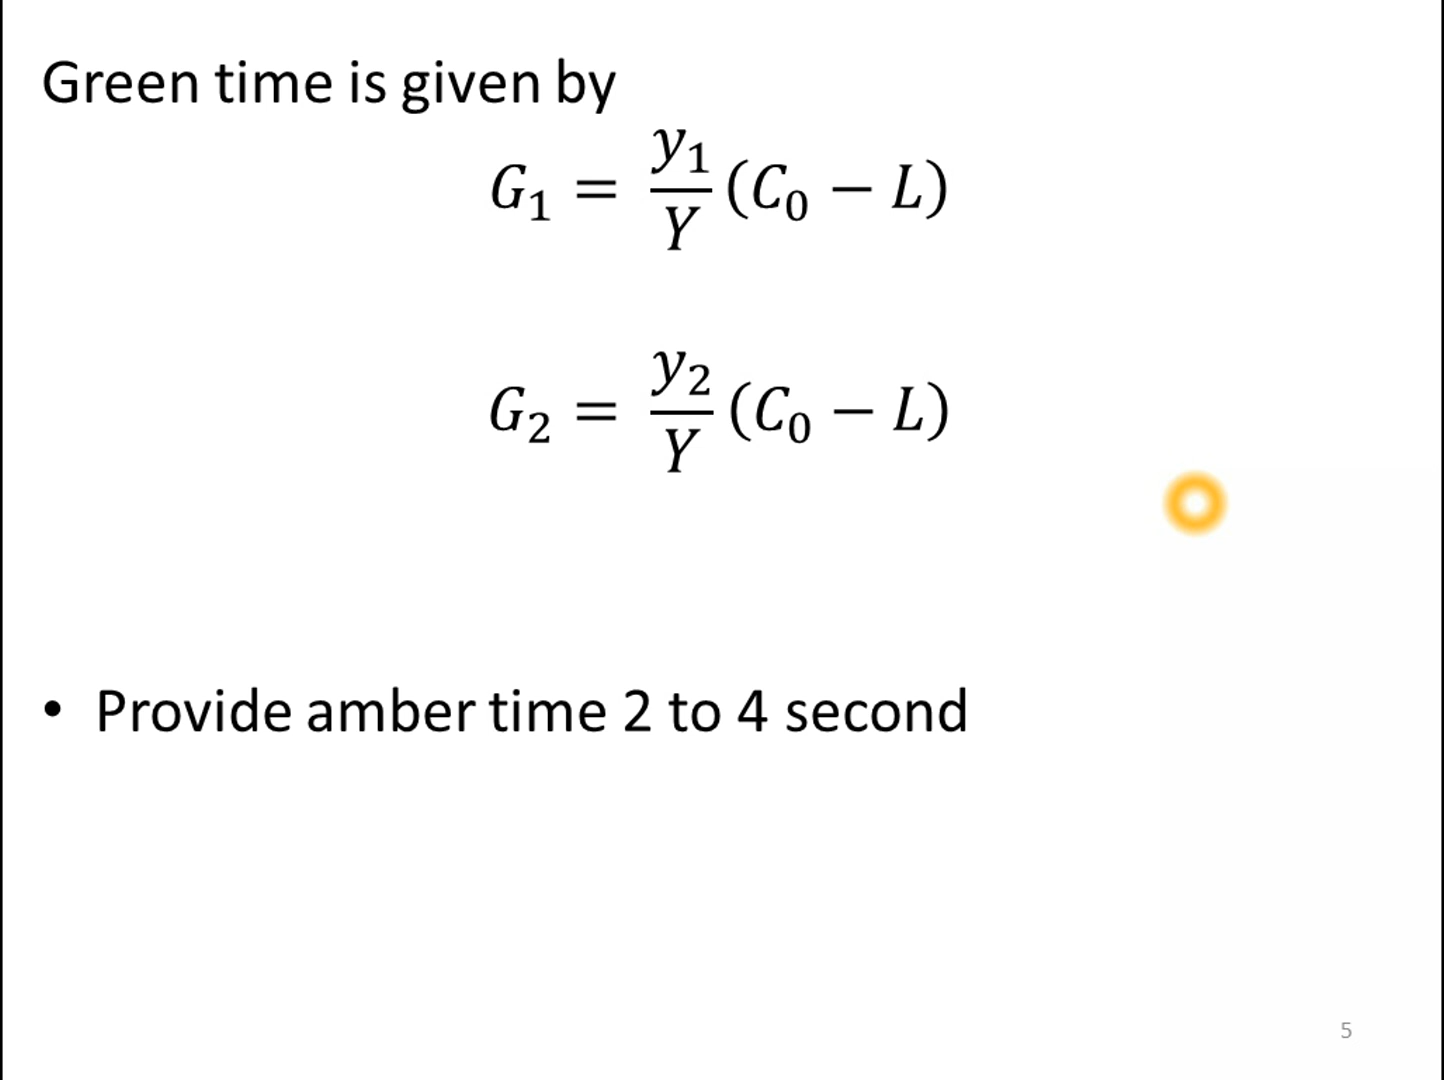 Green time is given by
G₁ = y₁/Y (C₀ − L)
G₂ = y₂/Y (C₀ − L)
• Provide amber time 2 to 4 second
5